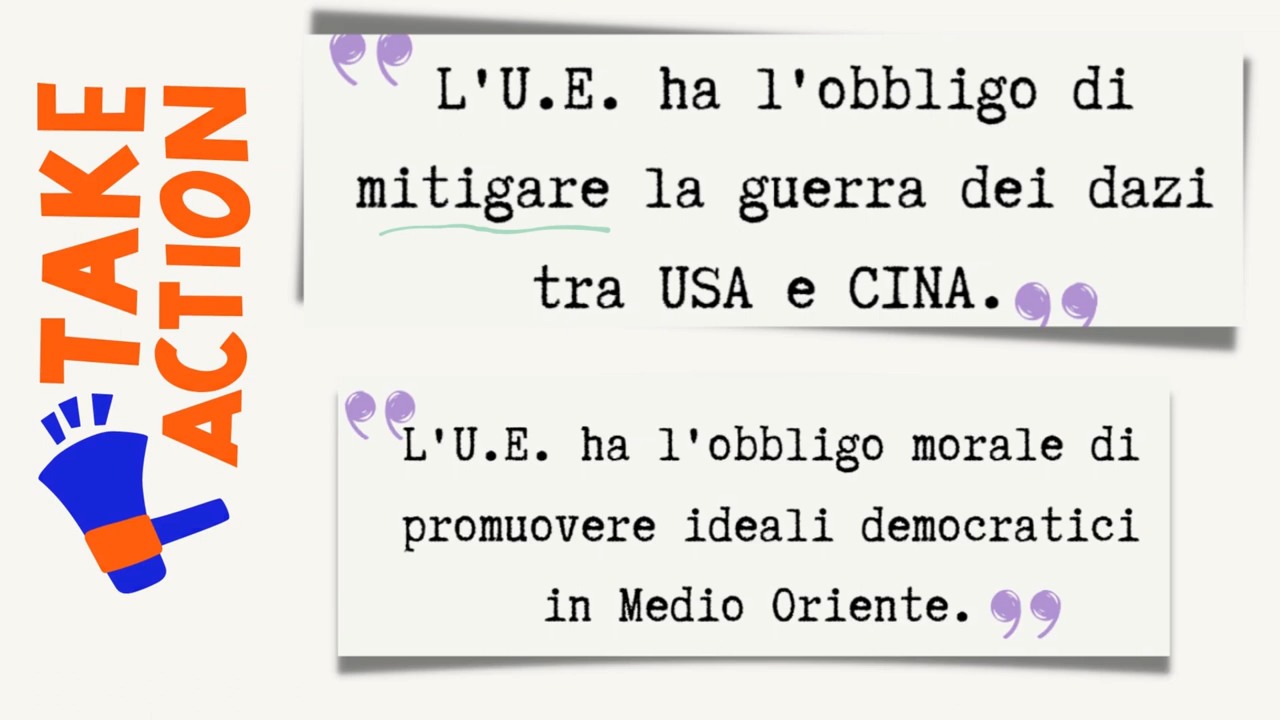 TAKE
ACTION
L'U.E. ha l'obbligo di
mitigare la guerra dei dazi
tra USA e CINA.
L'U.E. ha l'obbligo morale di
promuovere ideali democratici
in Medio Oriente.